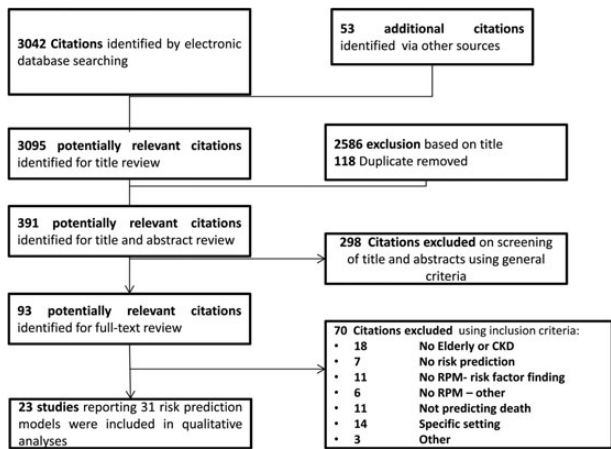 3042 Citations identified by electronic
database searching
53 additional citations
identified via other sources
3095 potentially relevant citations
identified for title review
2586 exclusion based on title
118 Duplicate removed
391 potentially relevant citations
identified for title and abstract review
298 Citations excluded on screening
of title and abstracts using general
criteria
93 potentially relevant citations
identified for full-text review
70 Citations excluded using inclusion criteria:
• 18 No Elderly or CKD
• 7 No risk prediction
• 11 No RPM- risk factor finding
• 6 No RPM – other
• 11 Not predicting death
• 14 Specific setting
• 3 Other
23 studies reporting 31 risk prediction
models were included in qualitative
analyses